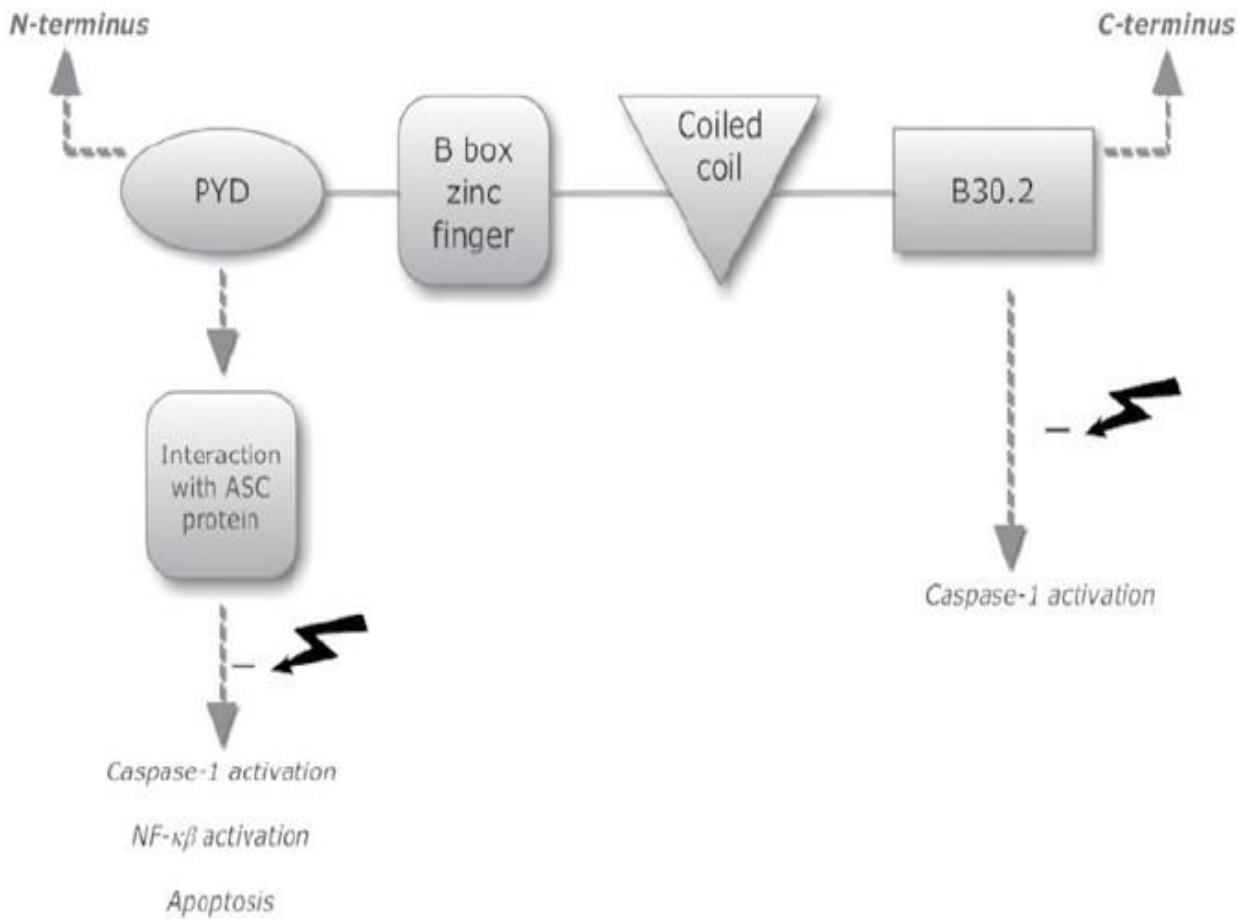 N-terminus
C-terminus
PYD
B box
zinc
finger
Coiled
coil
B30.2
Interaction
with ASC
protein
–
–
Caspase-1 activation
Caspase-1 activation
NF-κβ activation
Apoptosis